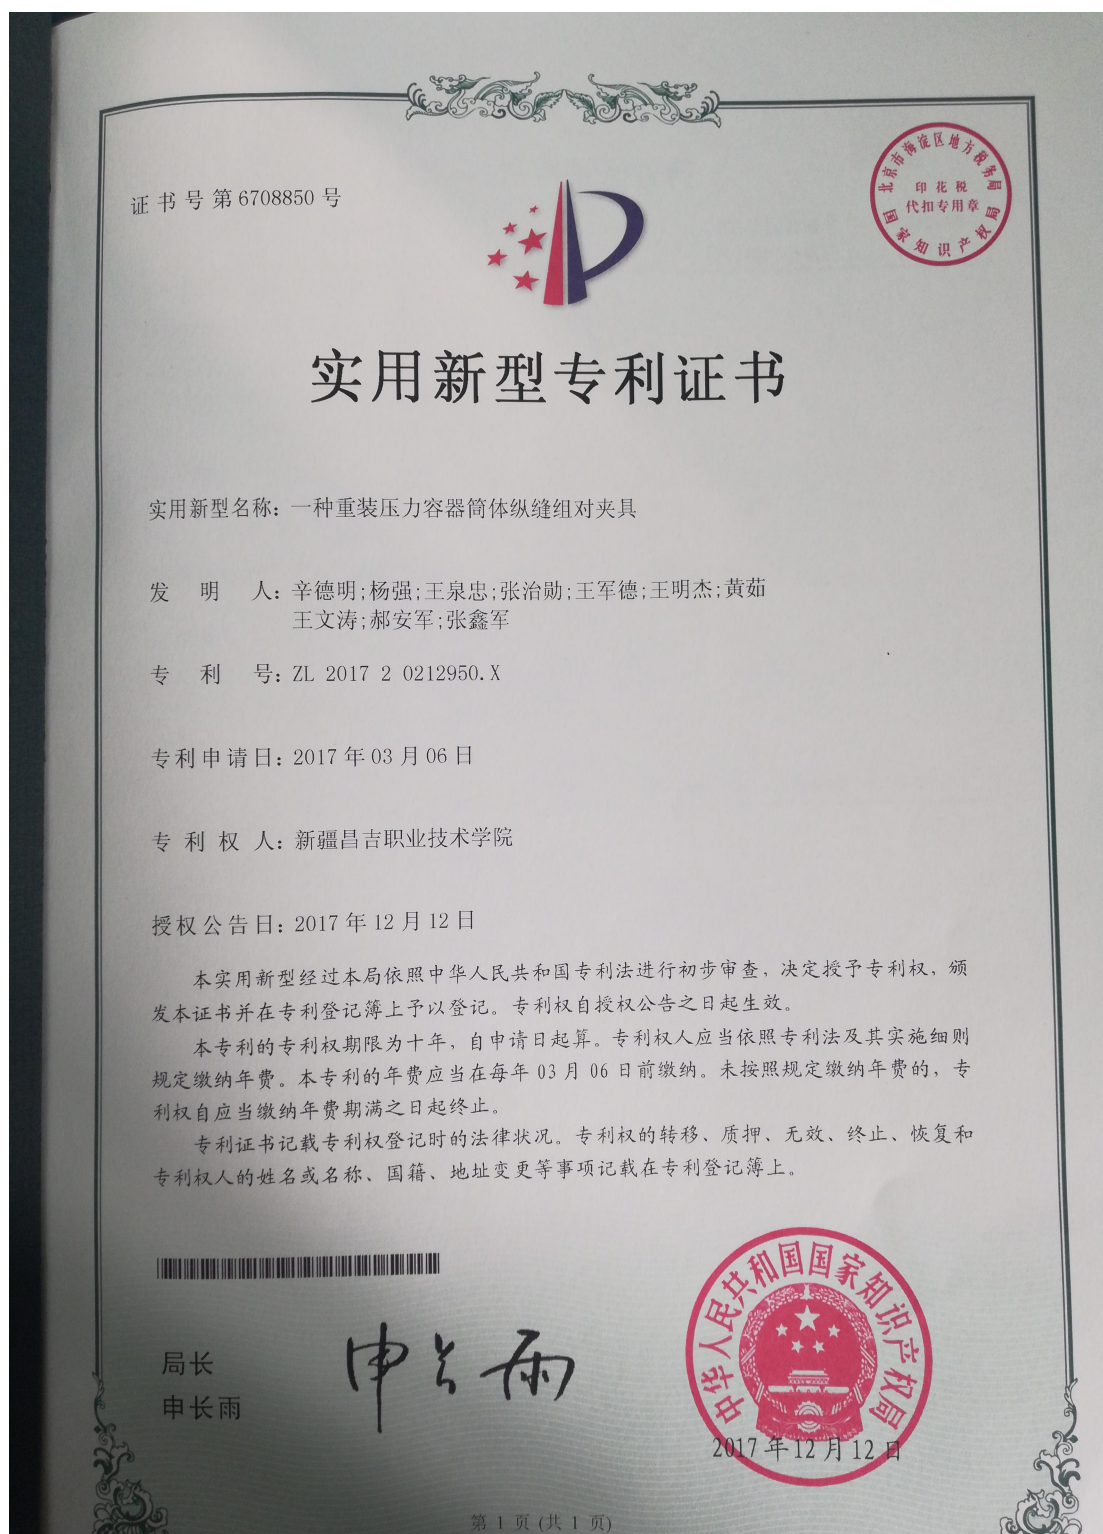 证书号第6708850号
北京市海淀区地方税务局
印花税
代扣专用章
国家知识产权局
实用新型专利证书
实用新型名称：一种重装压力容器筒体纵缝组对夹具
发明人：辛德明;杨强;王泉忠;张治勋;王军德;王明杰;黄茹
王文涛;郝安军;张鑫军
专利号：ZL 2017 2 0212950.X
专利申请日：2017年03月06日
专利权人：新疆昌吉职业技术学院
授权公告日：2017年12月12日
本实用新型经过本局依照中华人民共和国专利法进行初步审查，决定授予专利权，颁
发本证书并在专利登记簿上予以登记。专利权自授权公告之日起生效。
本专利的专利权期限为十年，自申请日起算。专利权人应当依照专利法及其实施细则
规定缴纳年费。本专利的年费应当在每年03月06日前缴纳。未按照规定缴纳年费的，专
利权自应当缴纳年费期满之日起终止。
专利证书记载专利权登记时的法律状况。专利权的转移、质押、无效、终止、恢复和
专利权人的姓名或名称、国籍、地址变更等事项记载在专利登记簿上。
局长
申长雨
申长雨
中华人民共和国国家知识产权局
2017年12月12日
第1页(共1页)